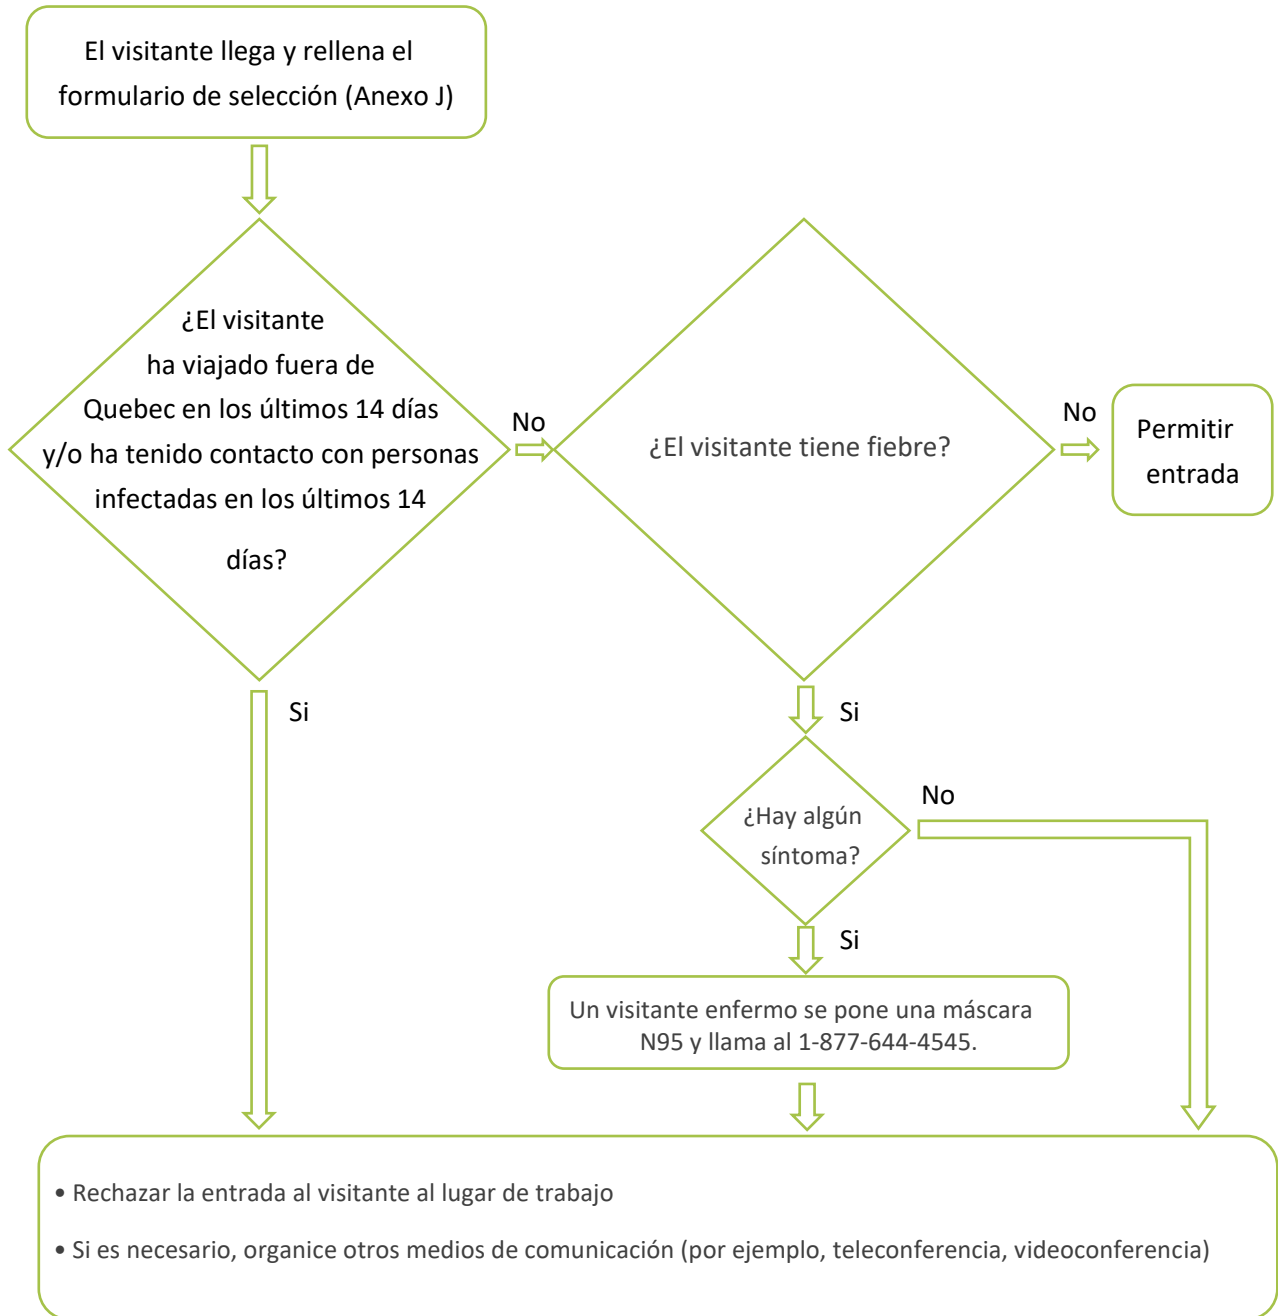 El visitante llega y rellena el
formulario de selección (Anexo J)
¿El visitante
ha viajado fuera de
Quebec en los últimos 14 días
y/o ha tenido contacto con personas
infectadas en los últimos 14
días?
No
¿El visitante tiene fiebre?
No
Permitir
entrada
Si
Si
¿Hay algún
síntoma?
No
Si
Un visitante enfermo se pone una máscara
N95 y llama al 1-877-644-4545.
• Rechazar la entrada al visitante al lugar de trabajo
• Si es necesario, organice otros medios de comunicación (por ejemplo, teleconferencia, videoconferencia)